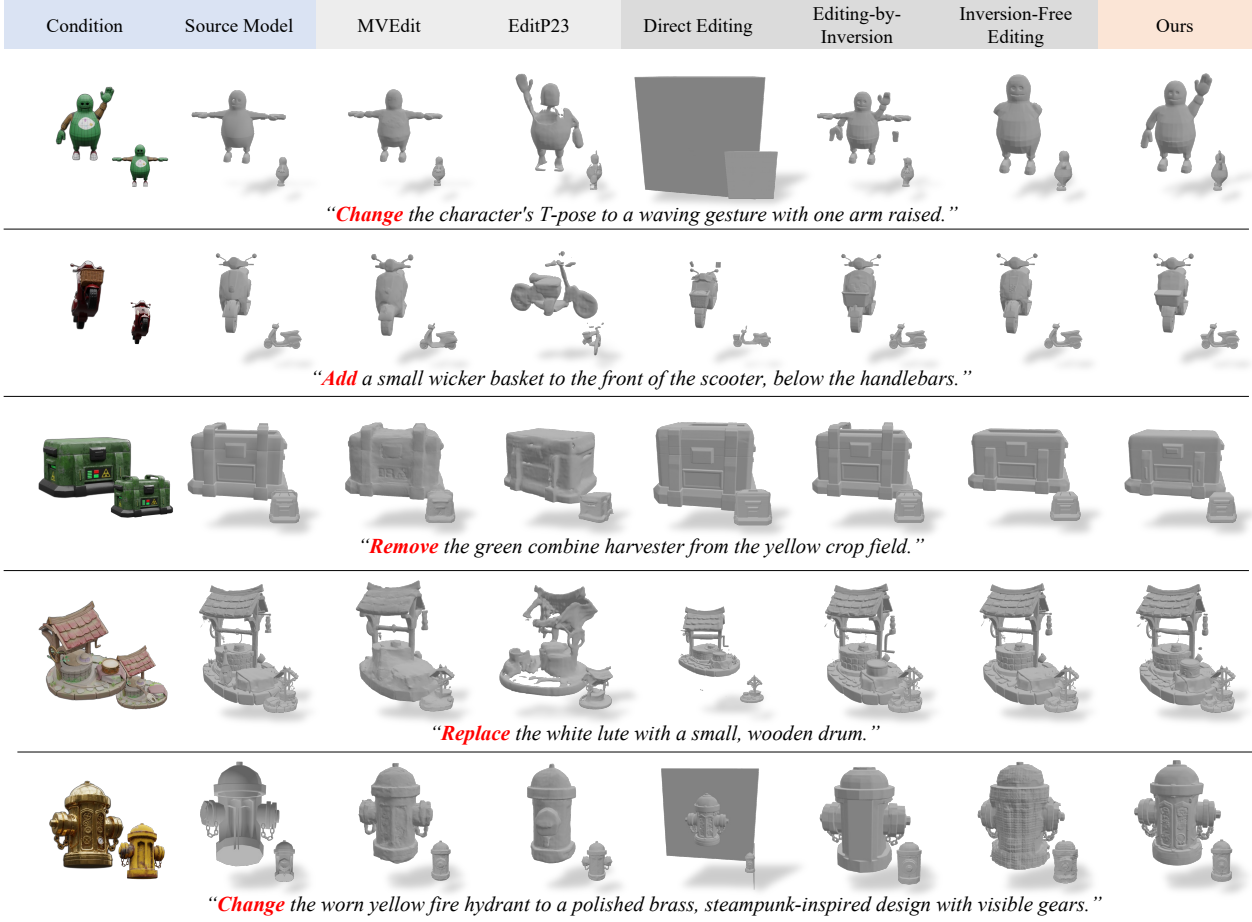 Condition Source Model MVEdit EditP23 Direct Editing Editing-by-Inversion Inversion-Free Editing Ours
“Change the character's T-pose to a waving gesture with one arm raised.”
“Add a small wicker basket to the front of the scooter, below the handlebars.”
“Remove the green combine harvester from the yellow crop field.”
“Replace the white lute with a small, wooden drum.”
“Change the worn yellow fire hydrant to a polished brass, steampunk-inspired design with visible gears.”